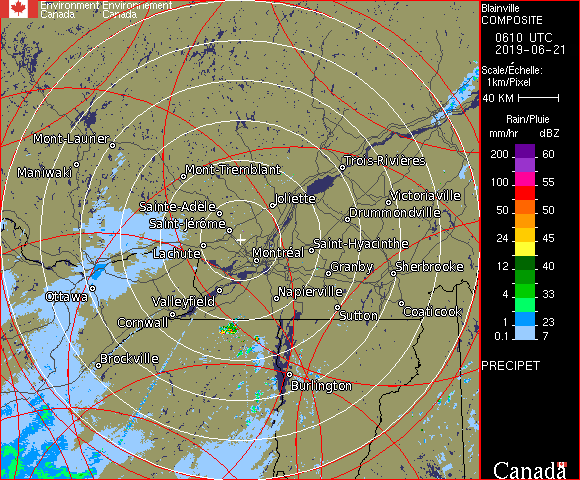 Environment Environnement
Canada Canada
Blainville
COMPOSITE
0610 UTC
2019-06-21
Scale/Échelle:
1km/Pixel
40 KM
Rain/Pluie
mm/hr dBZ
200 60
100 55
50 50
24 45
12 40
4 33
1 23
0.1 7
PRECIPET
Mont-Laurier
Maniwaki
Mont-Tremblant
Trois-Rivières
Joliette
Victoriaville
Sainte-Adèle
Drummondville
Saint-Jérôme
Lachute
Montréal
Saint-Hyacinthe
Granby
Sherbrooke
Ottawa
Valleyfield
Napierville
Cornwall
Sutton
Coaticook
Brockville
Burlington
Canada